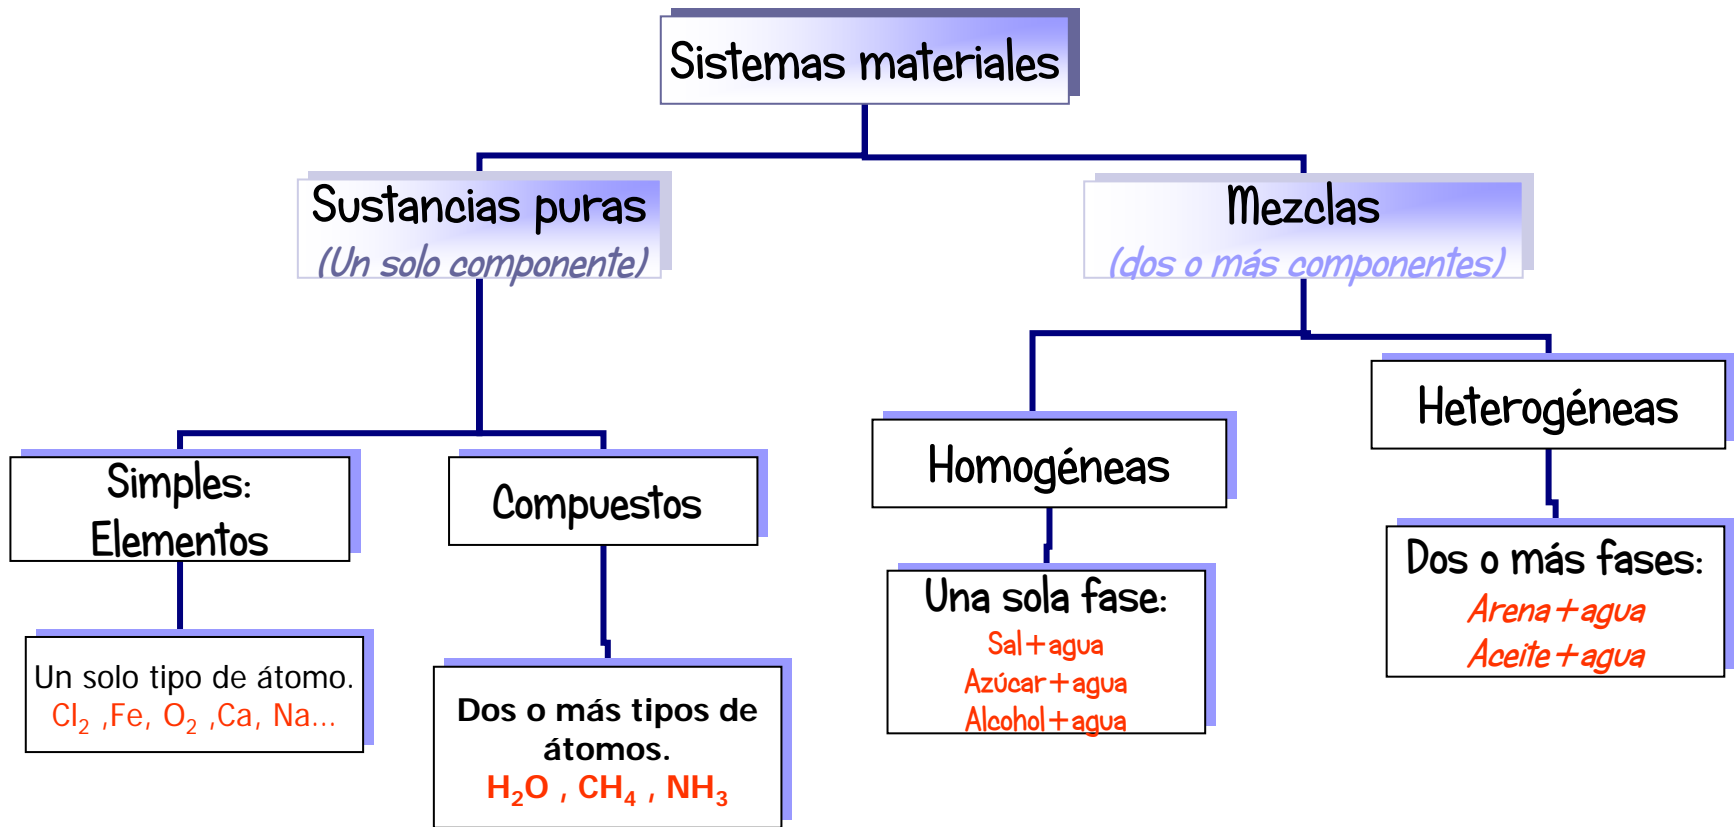 Sistemas materiales
Sustancias puras
(Un solo componente)
Mezclas
(dos o más componentes)
Simples:
Elementos
Compuestos
Homogéneas
Heterogéneas
Un solo tipo de átomo.
Cl₂ ,Fe, O₂ ,Ca, Na...
Dos o más tipos de
átomos.
H₂O , CH₄ , NH₃
Una sola fase:
Sal+agua
Azúcar+agua
Alcohol+agua
Dos o más fases:
Arena+agua
Aceite+agua